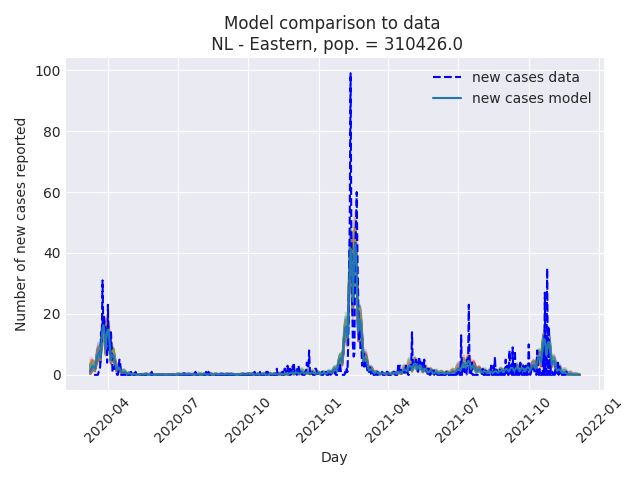 Model comparison to data
NL - Eastern, pop. = 310426.0
new cases data
new cases model
Number of new cases reported
100
80
60
40
20
0
2020-04
2020-07
2020-10
2021-01
2021-04
2021-07
2021-10
2022-01
Day